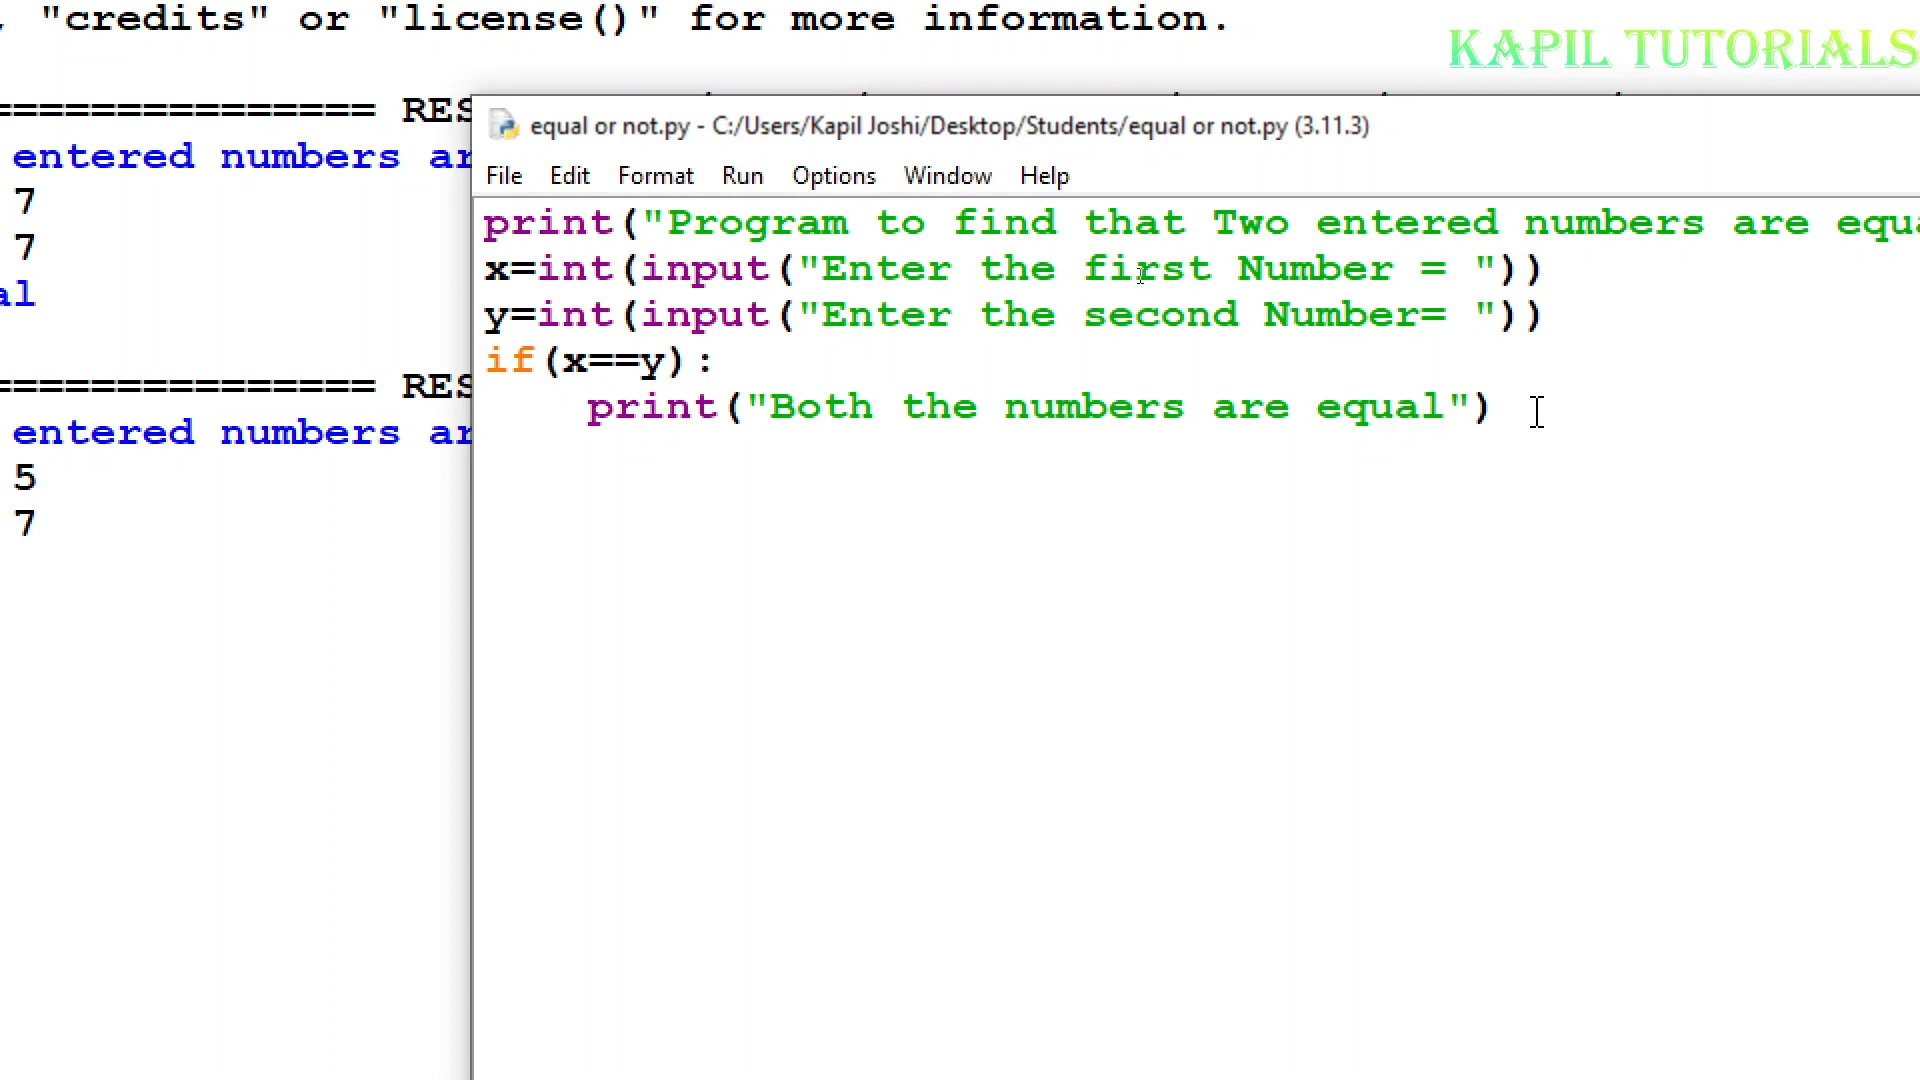 , "credits" or "license()" for more information.
KAPIL TUTORIALS
=============== RES
entered numbers ar
7
7
al
=============== RES
entered numbers ar
5
7
equal or not.py - C:/Users/Kapil Joshi/Desktop/Students/equal or not.py (3.11.3)
File Edit Format Run Options Window Help
print("Program to find that Two entered numbers are equa
x=int(input("Enter the first Number = "))
y=int(input("Enter the second Number= "))
if(x==y):
    print("Both the numbers are equal")